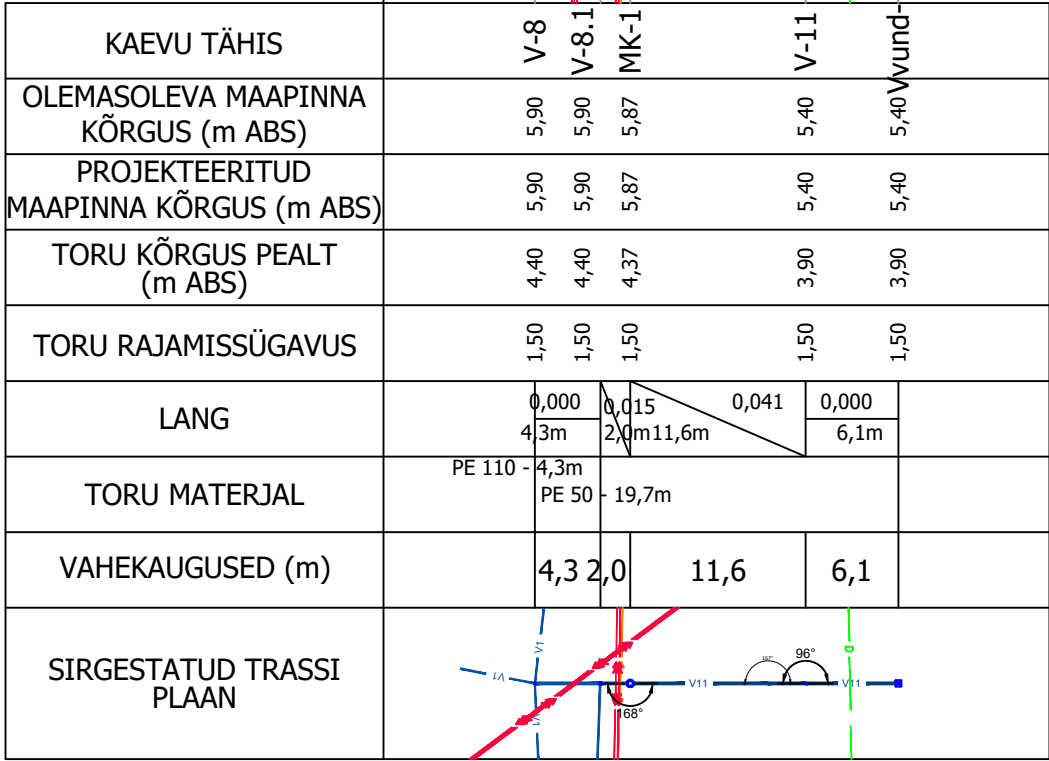 KAEVU TÄHIS
V-8
V-8.1
MK-1
V-11
Vvund-
OLEMASOLEVA MAAPINNA
KÕRGUS (m ABS)
5,90
5,90
5,87
5,40
5,40
PROJEKTEERITUD
MAAPINNA KÕRGUS (m ABS)
5,90
5,90
5,87
5,40
5,40
TORU KÕRGUS PEALT
(m ABS)
4,40
4,40
4,37
3,90
3,90
TORU RAJAMISSÜGAVUS
1,50
1,50
1,50
1,50
1,50
LANG
0,000
0,015
0,041
0,000
4,3m
2,0m
11,6m
6,1m
TORU MATERJAL
PE 110 - 4,3m
PE 50 - 19,7m
VAHEKAUGUSED (m)
4,3
2,0
11,6
6,1
SIRGESTATUD TRASSI
PLAAN
V1
V1
V1
168°
V11
167°
96°
V11
D